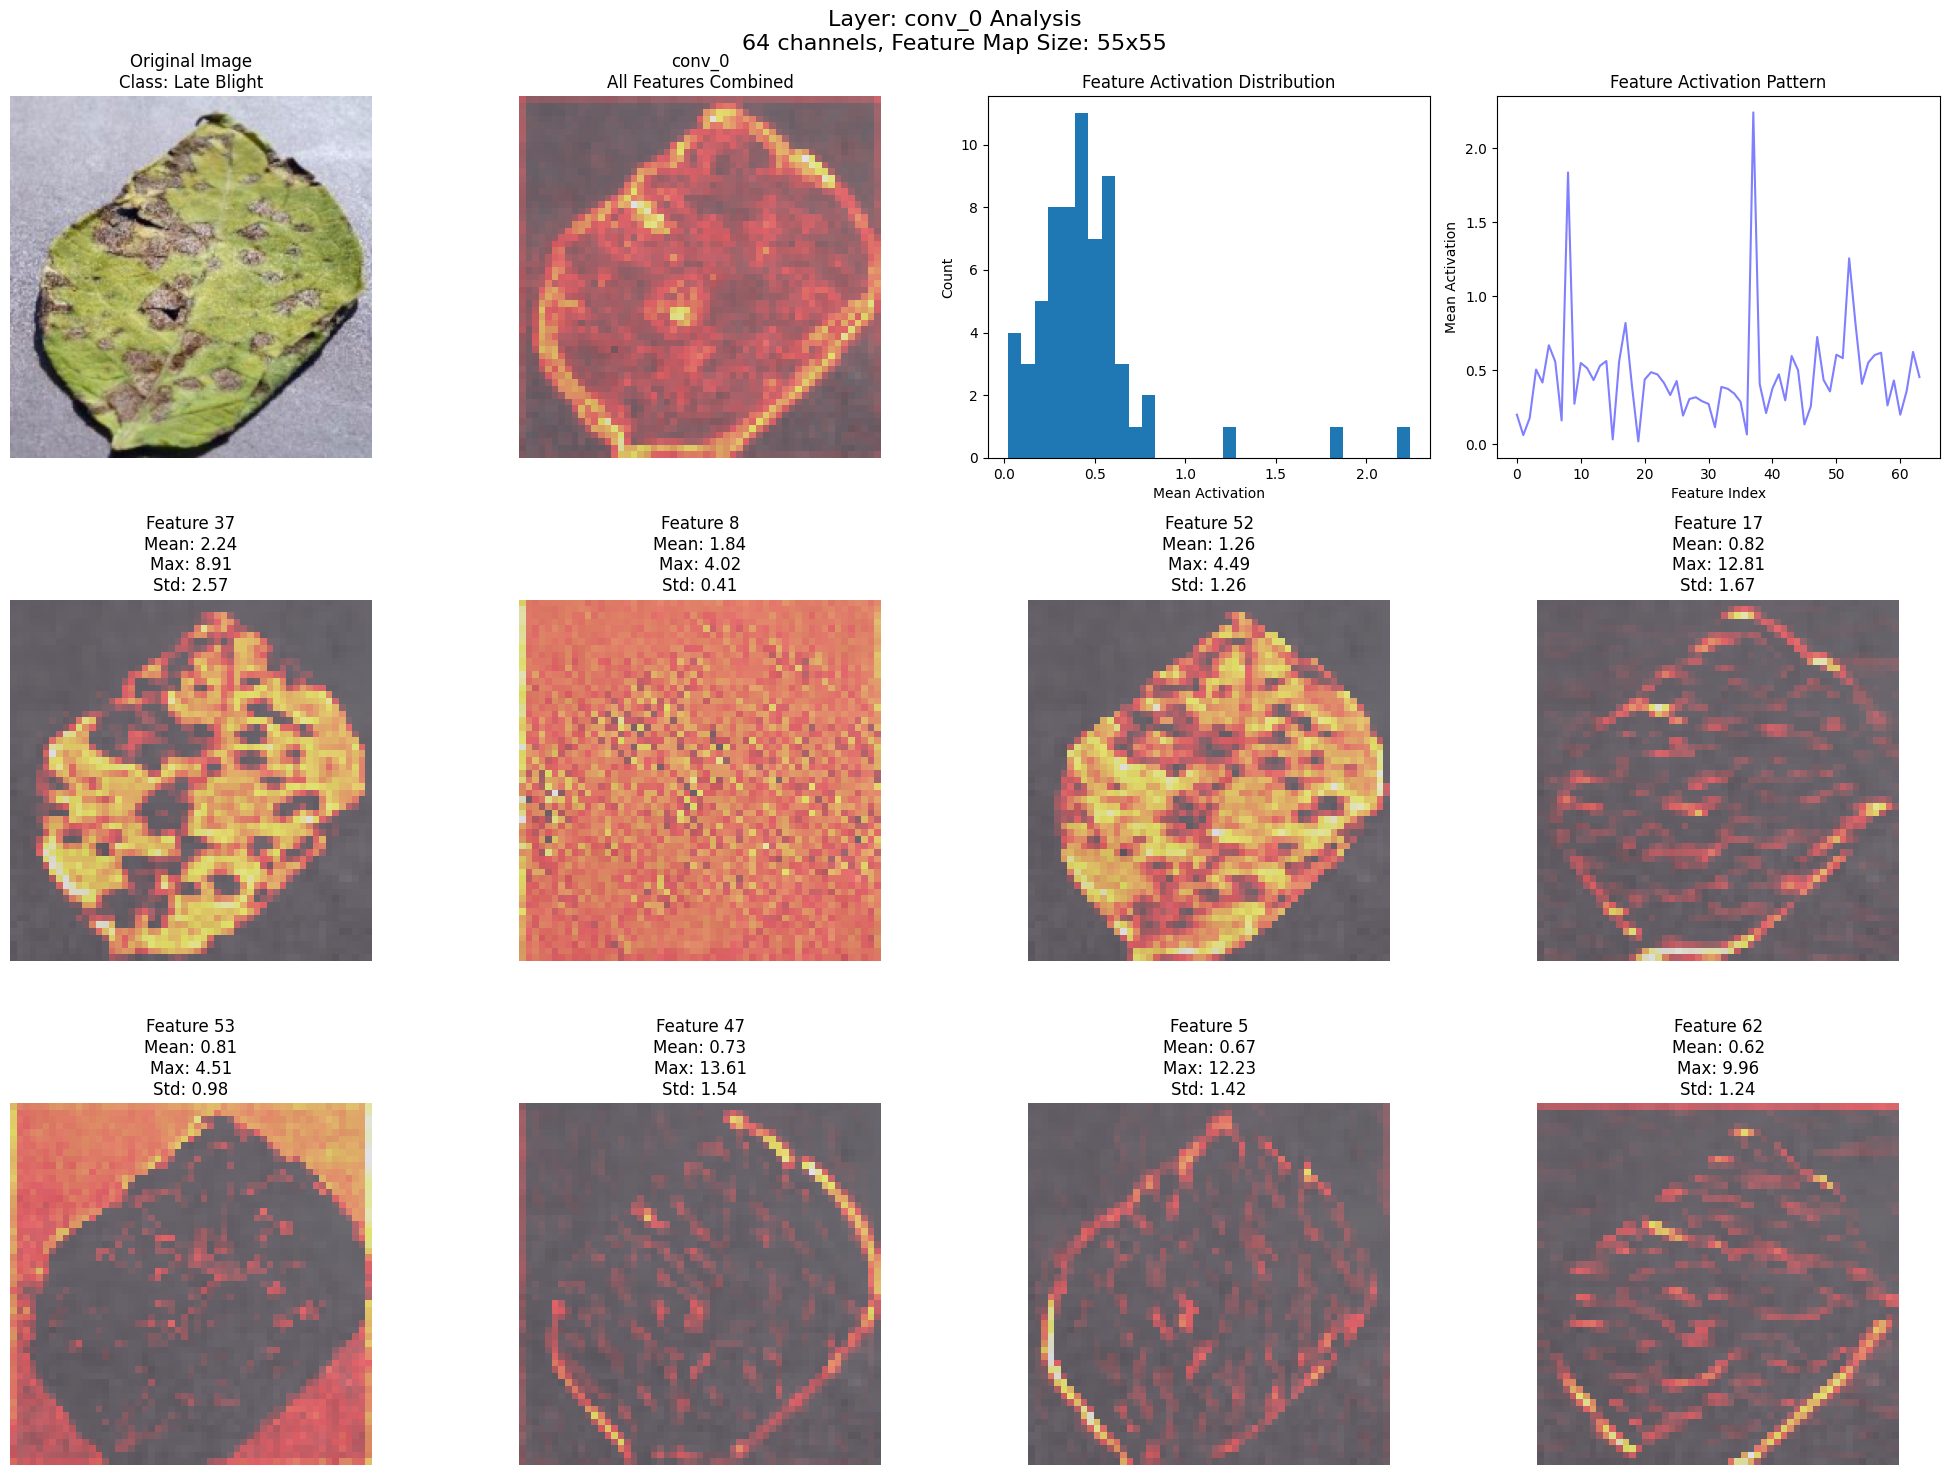 Layer: conv_0 Analysis
64 channels, Feature Map Size: 55x55
Original Image
Class: Late Blight
conv_0
All Features Combined
Feature Activation Distribution
Count
10
8
6
4
2
0
0.0 0.5 1.0 1.5 2.0
Mean Activation
Feature Activation Pattern
Mean Activation
2.0
1.5
1.0
0.5
0.0
0 10 20 30 40 50 60
Feature Index
Feature 37
Mean: 2.24
Max: 8.91
Std: 2.57
Feature 8
Mean: 1.84
Max: 4.02
Std: 0.41
Feature 52
Mean: 1.26
Max: 4.49
Std: 1.26
Feature 17
Mean: 0.82
Max: 12.81
Std: 1.67
Feature 53
Mean: 0.81
Max: 4.51
Std: 0.98
Feature 47
Mean: 0.73
Max: 13.61
Std: 1.54
Feature 5
Mean: 0.67
Max: 12.23
Std: 1.42
Feature 62
Mean: 0.62
Max: 9.96
Std: 1.24